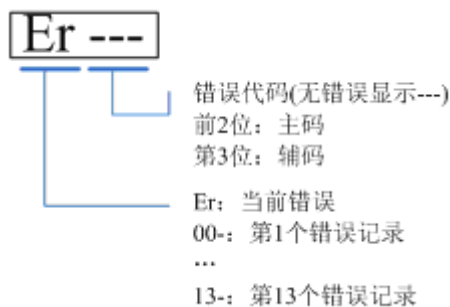 Er ---
错误代码(无错误显示---)
前2位：主码
第3位：辅码
Er：当前错误
00-：第1个错误记录
...
13-：第13个错误记录